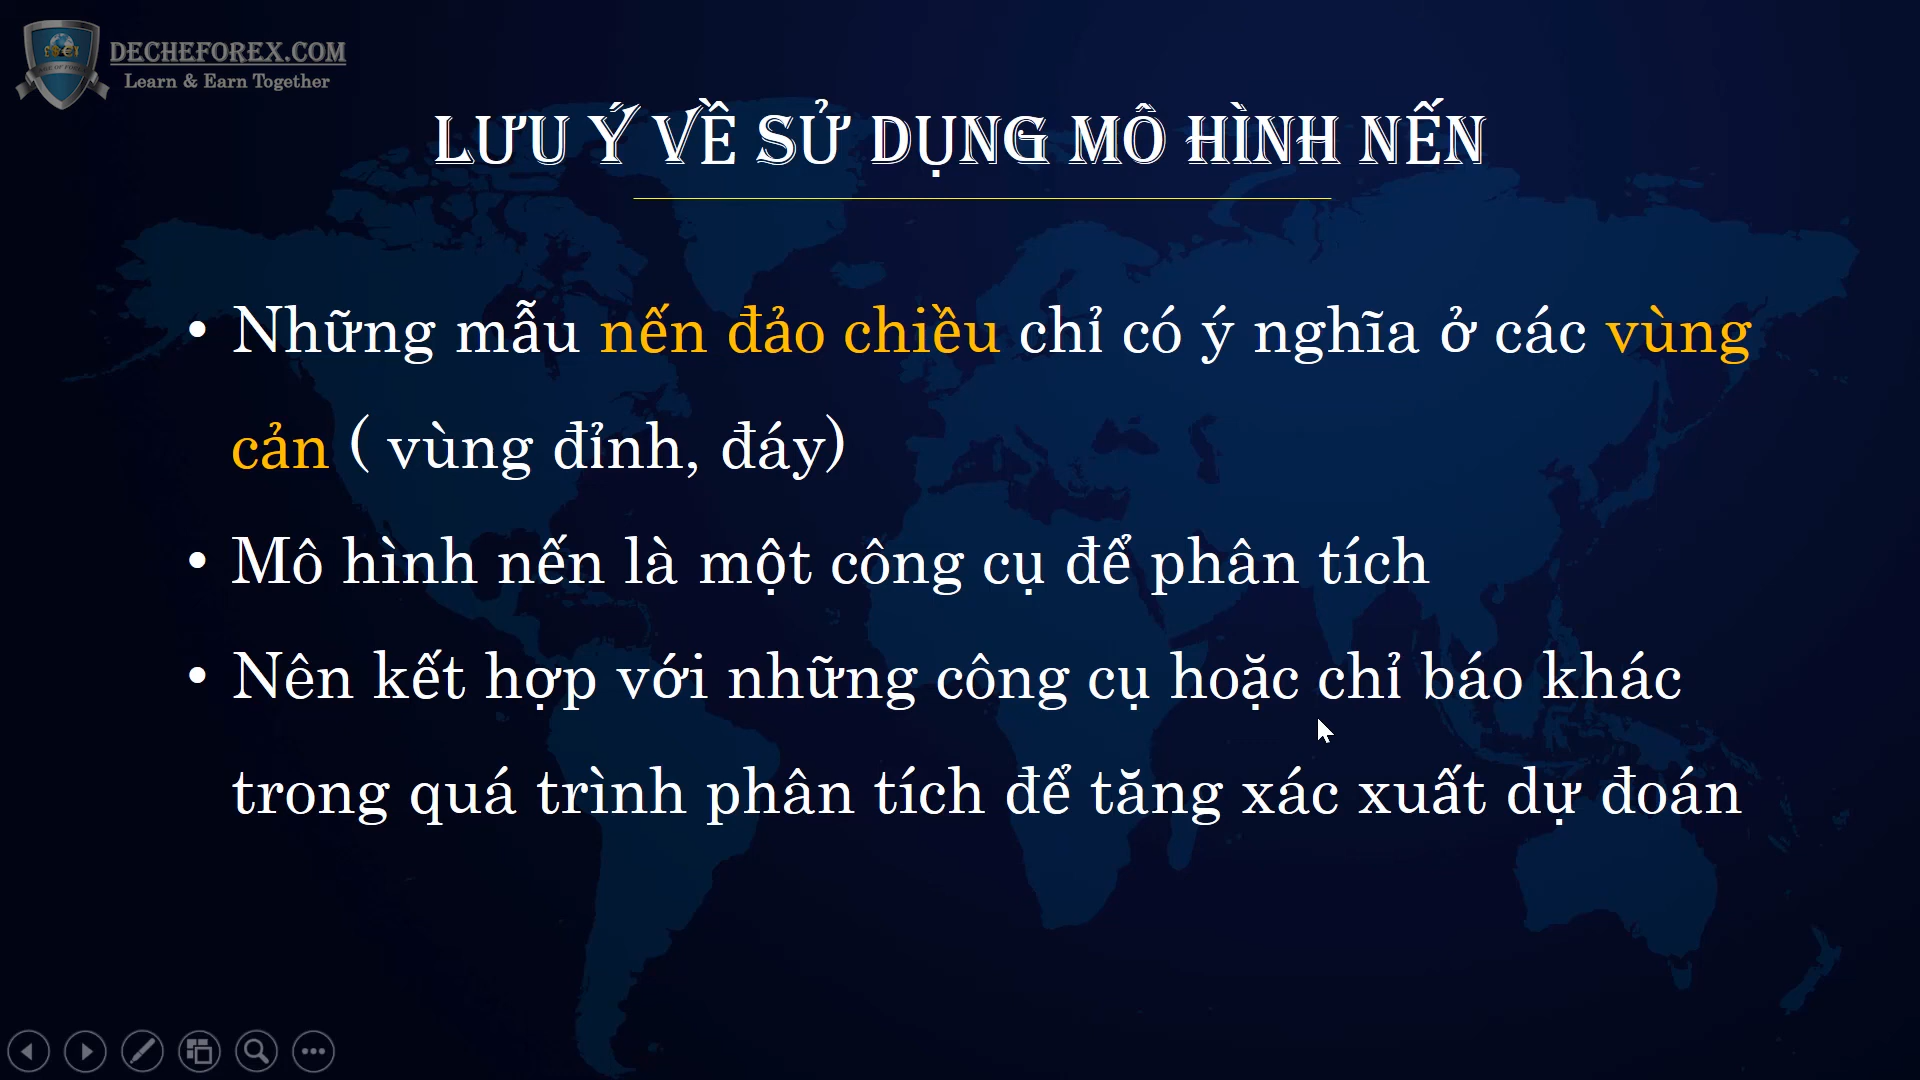 DECHEFOREX.COM
Learn & Earn Together
LƯU Ý VỀ SỬ DỤNG MÔ HÌNH NẾN
• Những mẫu nến đảo chiều chỉ có ý nghĩa ở các vùng
cản ( vùng đỉnh, đáy)
• Mô hình nến là một công cụ để phân tích
• Nên kết hợp với những công cụ hoặc chỉ báo khác
trong quá trình phân tích để tăng xác xuất dự đoán